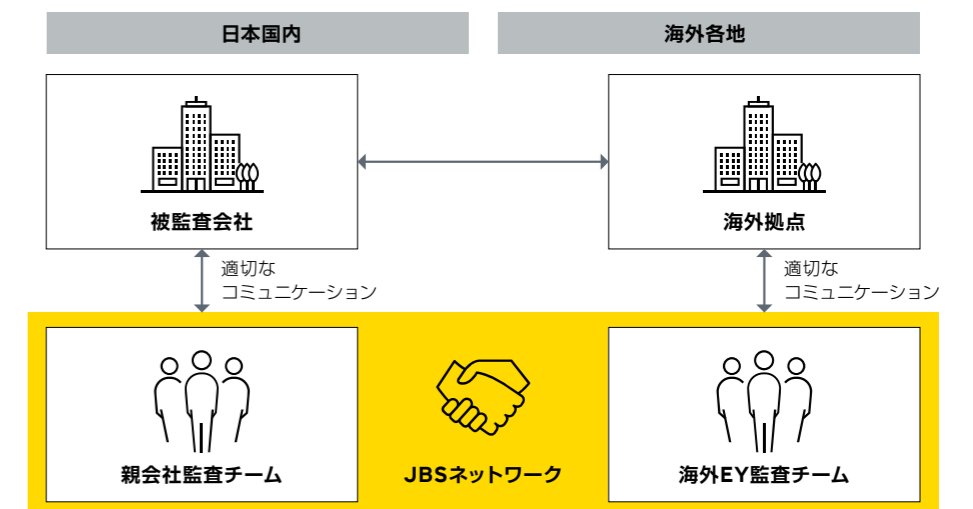 日本国内
海外各地
被監査会社
海外拠点
適切な
コミュニケーション
適切な
コミュニケーション
親会社監査チーム
JBSネットワーク
海外EY監査チーム